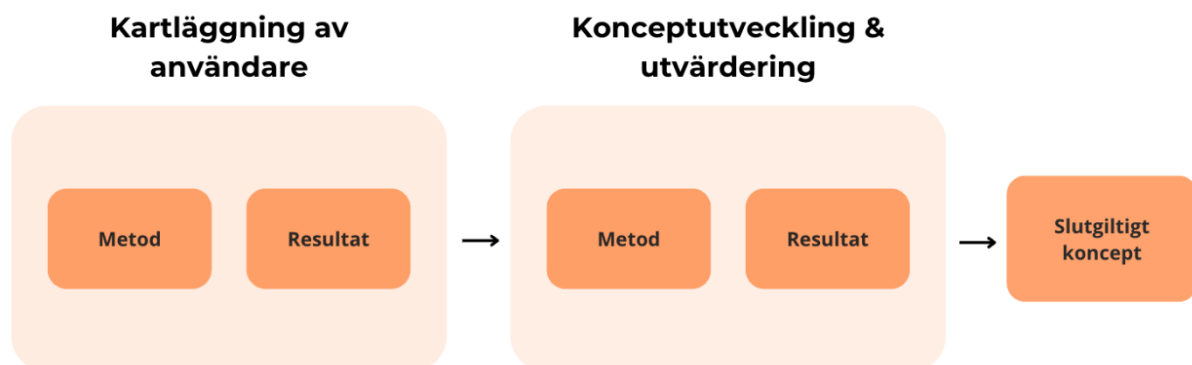 Kartläggning av
användare
Konceptutveckling &
utvärdering
Metod
Resultat
Metod
Resultat
Slutgiltigt
koncept